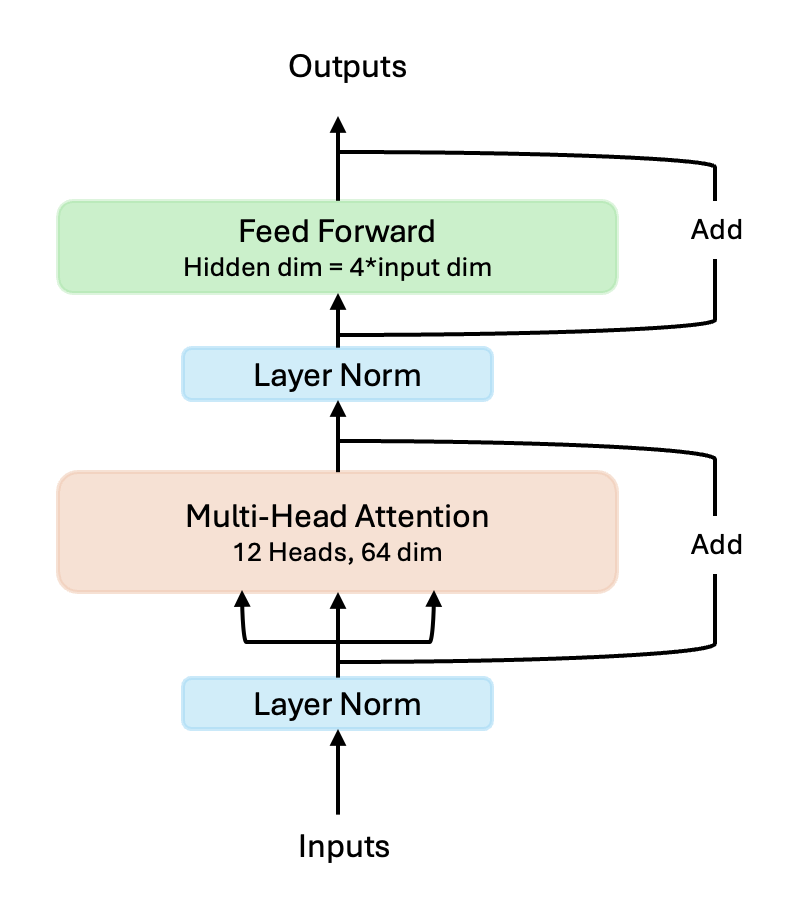 Outputs
Feed Forward
Hidden dim = 4*input dim
Add
Layer Norm
Multi-Head Attention
12 Heads, 64 dim
Add
Layer Norm
Inputs